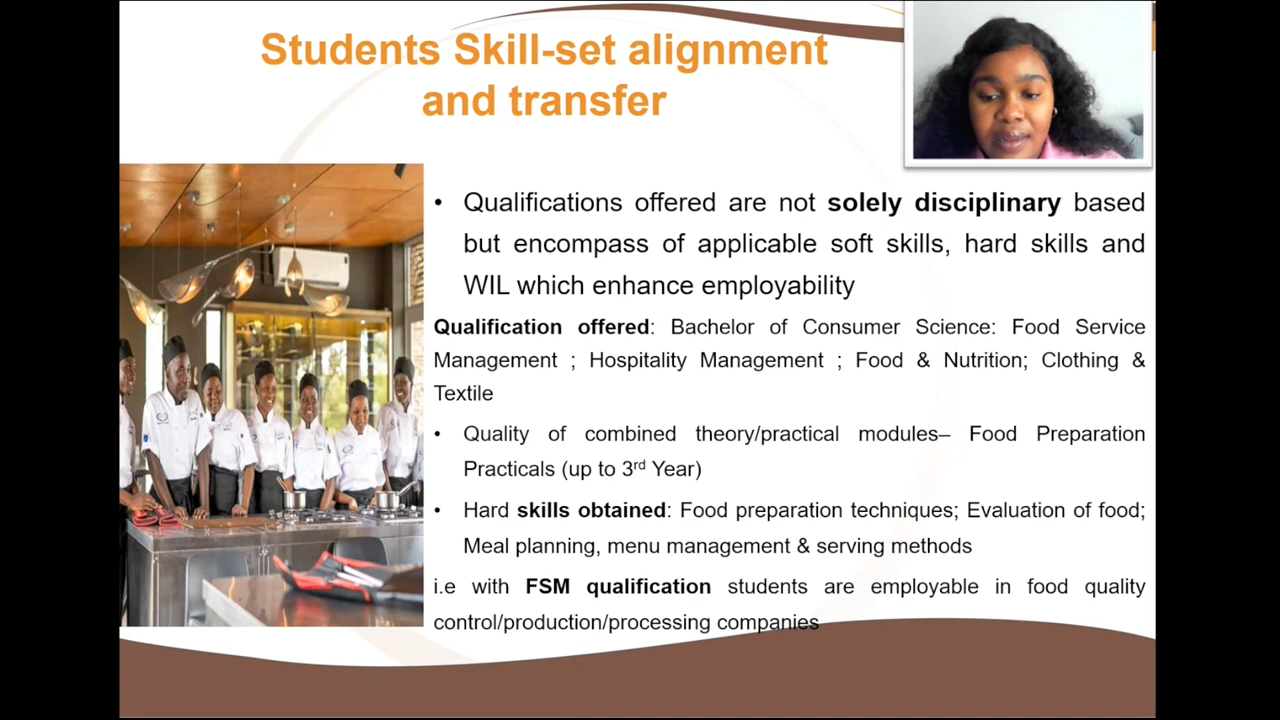 Students Skill-set alignment
and transfer
• Qualifications offered are not solely disciplinary based
but encompass of applicable soft skills, hard skills and
WIL which enhance employability
Qualification offered: Bachelor of Consumer Science: Food Service
Management ; Hospitality Management ; Food & Nutrition; Clothing &
Textile
• Quality of combined theory/practical modules– Food Preparation
Practicals (up to 3rd Year)
• Hard skills obtained: Food preparation techniques; Evaluation of food;
Meal planning, menu management & serving methods
i.e with FSM qualification students are employable in food quality
control/production/processing companies